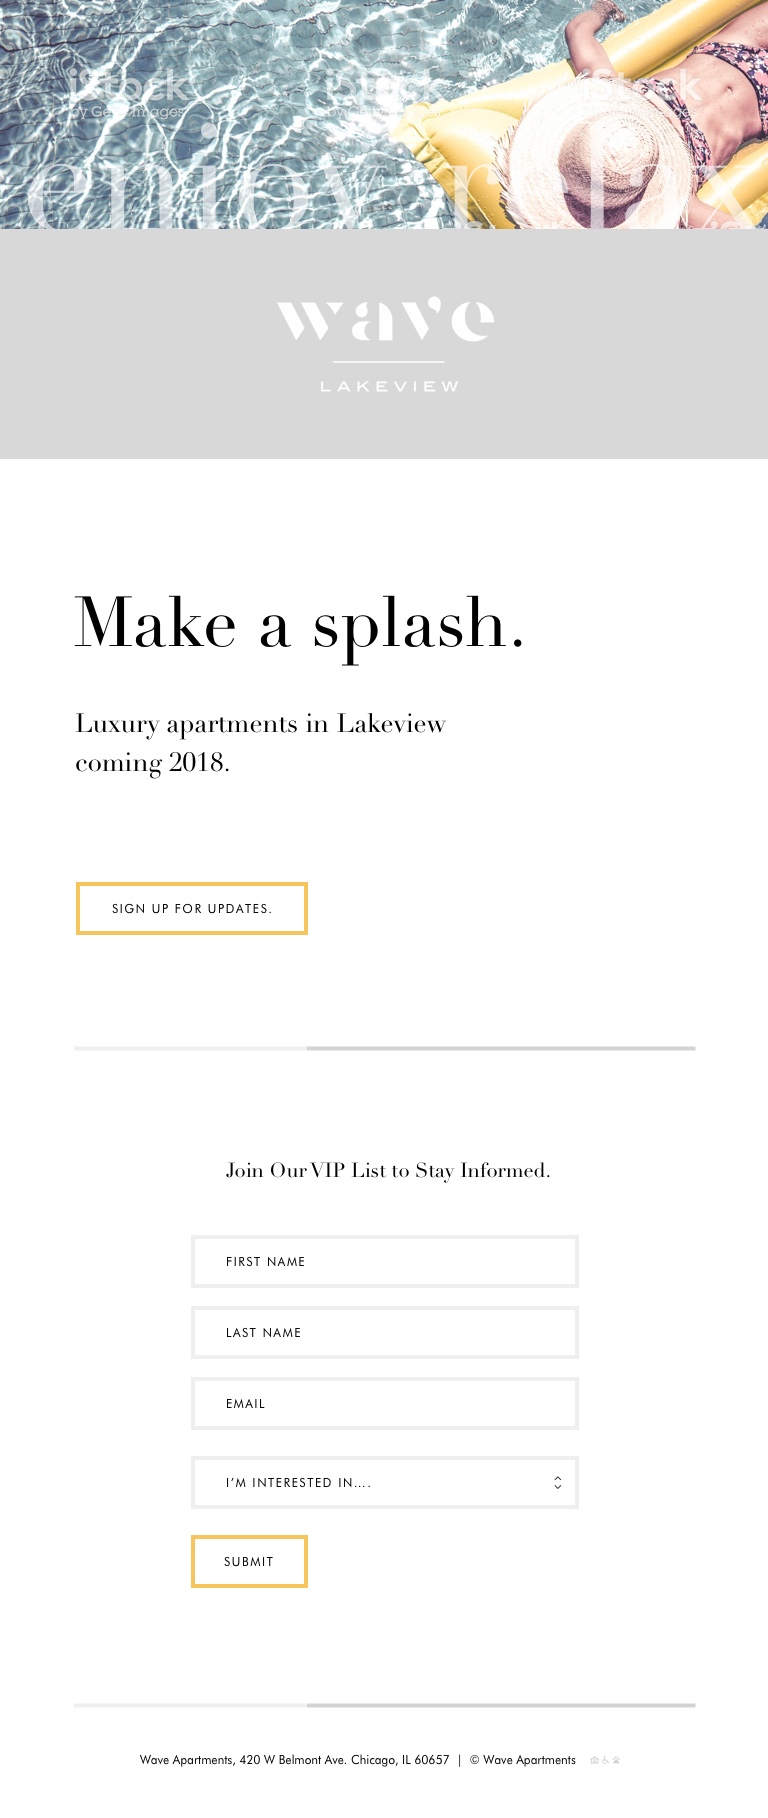 iStock iStock iStock
by Getty Images
enjoy relax
wave
LAKEVIEW
Make a splash.
Luxury apartments in Lakeview
coming 2018.
SIGN UP FOR UPDATES.
Join Our VIP List to Stay Informed.
FIRST NAME
LAST NAME
EMAIL
I’M INTERESTED IN....
SUBMIT
Wave Apartments, 420 W Belmont Ave. Chicago, IL 60657 | © Wave Apartments